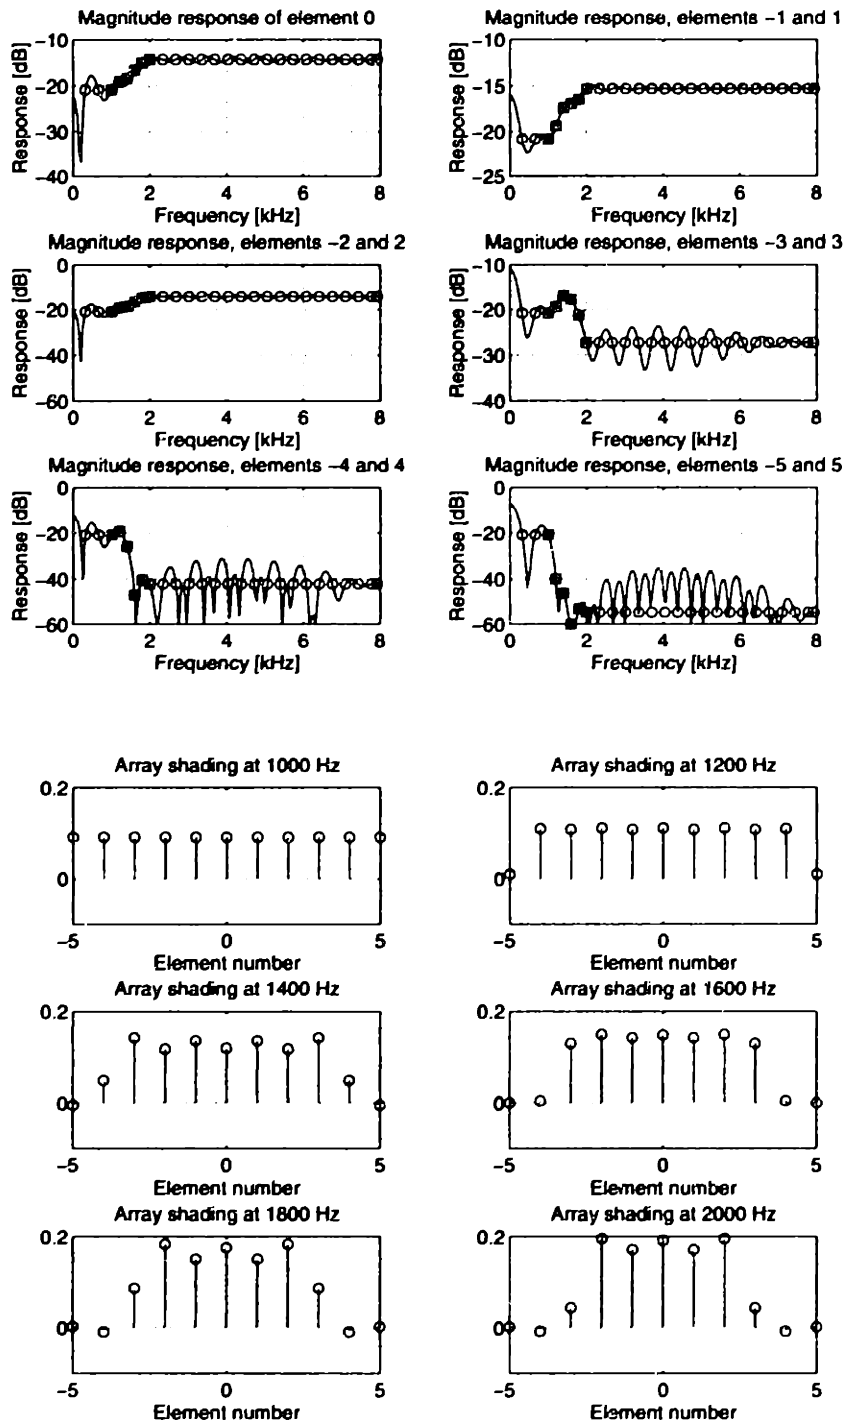 Magnitude response of element 0
Response [dB]
−10
−20
−30
−40
0 2 4 6 8
Frequency [kHz]
Magnitude response, elements −1 and 1
Response [dB]
−10
−15
−20
−25
0 2 4 6 8
Frequency [kHz]
Magnitude response, elements −2 and 2
Response [dB]
0
−20
−40
−60
0 2 4 6 8
Frequency [kHz]
Magnitude response, elements −3 and 3
Response [dB]
−10
−20
−30
−40
0 2 4 6 8
Frequency [kHz]
Magnitude response, elements −4 and 4
Response [dB]
0
−20
−40
−60
0 2 4 6 8
Frequency [kHz]
Magnitude response, elements −5 and 5
Response [dB]
0
−20
−40
−60
0 2 4 6 8
Frequency [kHz]
Array shading at 1000 Hz
0.2
0
−5 0 5
Element number
Array shading at 1200 Hz
0.2
0
−5 0 5
Element number
Array shading at 1400 Hz
0.2
0
−5 0 5
Element number
Array shading at 1600 Hz
0.2
0
−5 0 5
Element number
Array shading at 1800 Hz
0.2
0
−5 0 5
Element number
Array shading at 2000 Hz
0.2
0
−5 0 5
Element number